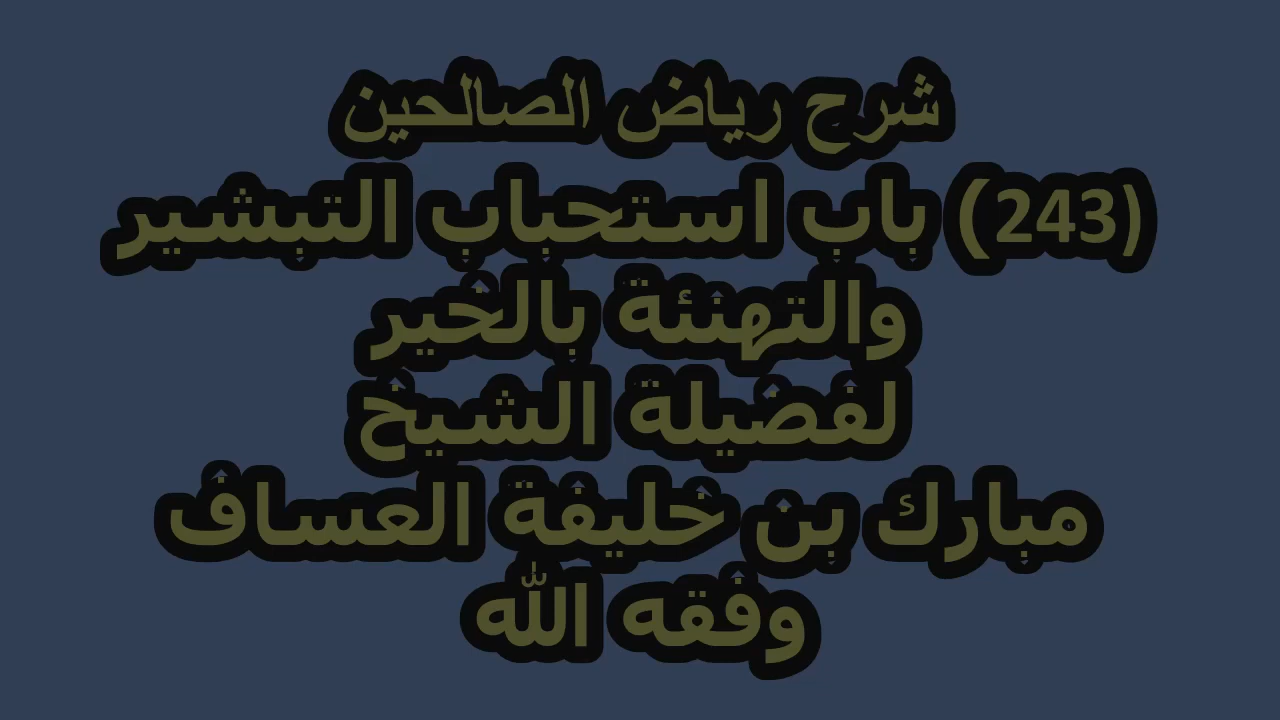 شرح رياض الصالحين
(243) باب استحباب التبشير
والتهنئة بالخير
لفضيلة الشيخ
مبارك بن خليفة العساف
وفقه الله